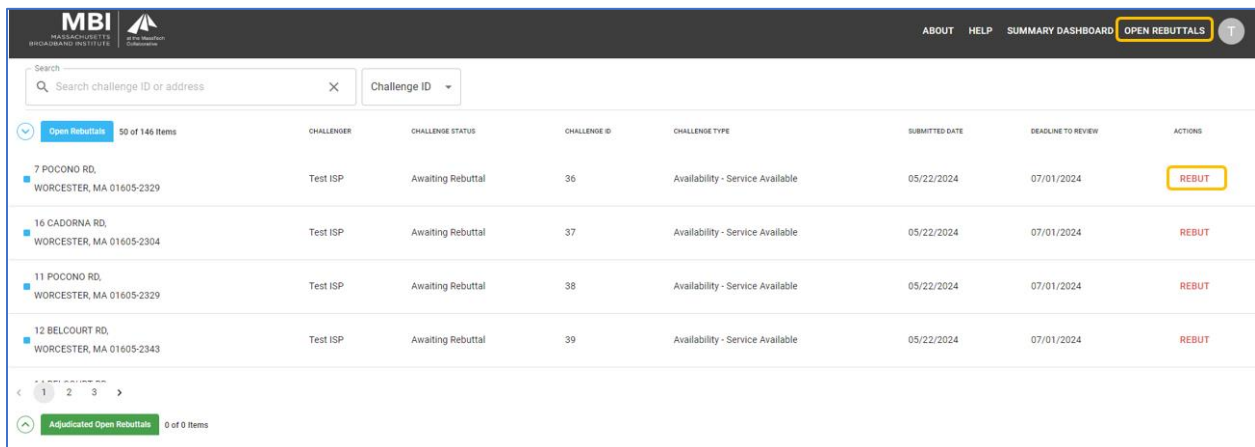 MBI
MASSACHUSETTS
BROADBAND INSTITUTE
at the MassTech
Collaborative
ABOUT HELP SUMMARY DASHBOARD OPEN REBUTTALS T
Search
Search challenge ID or address
Challenge ID
Open Rebuttals 50 of 146 Items CHALLENGER CHALLENGE STATUS CHALLENGE ID CHALLENGE TYPE SUBMITTED DATE DEADLINE TO REVIEW ACTIONS
7 POCONO RD,
WORCESTER, MA 01605-2329 Test ISP Awaiting Rebuttal 36 Availability - Service Available 05/22/2024 07/01/2024 REBUT
16 CADORNA RD,
WORCESTER, MA 01605-2304 Test ISP Awaiting Rebuttal 37 Availability - Service Available 05/22/2024 07/01/2024 REBUT
11 POCONO RD,
WORCESTER, MA 01605-2329 Test ISP Awaiting Rebuttal 38 Availability - Service Available 05/22/2024 07/01/2024 REBUT
12 BELCOURT RD,
WORCESTER, MA 01605-2343 Test ISP Awaiting Rebuttal 39 Availability - Service Available 05/22/2024 07/01/2024 REBUT
1 2 3
Adjudicated Open Rebuttals 0 of 0 Items